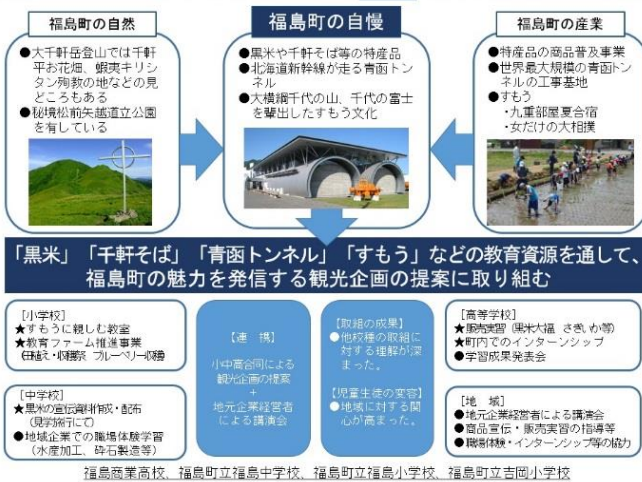 福島町の自然
●大千軒岳登山では千軒
平お花畑、蝦夷キリシ
タン殉教の地などの見
どころもある
●秘境松前矢越道立公園
を有している
福島町の自慢
●黒米や千軒そば等の特産品
●北海道新幹線が走る青函トン
ネル
●大横綱千代の山、千代の富士
を輩出したすもう文化
福島町の産業
●特産品の商品普及事業
●世界最大規模の青函トン
ネルの工事基地
●すもう
・九重部屋夏合宿
・女だけの大相撲
「黒米」「千軒そば」「青函トンネル」「すもう」などの教育資源を通して、
福島町の魅力を発信する観光企画の提案に取り組む
【小学校】
★すもうに親しむ教室
★教育ファーム推進事業
(田植え・収穫祭 ブルーベリー収穫)
【中学校】
★黒米の宣伝資料作成・配布
(見学旅行にて)
●地域企業での職場体験学習
(水産加工、砕石製造等)
【連 携】
小中高合同による
観光企画の提案
+
地元企業経営者
による講演会
【取組の成果】
●他校種の取組に
対する理解が深
まった。
【児童生徒の変容】
●地域に対する関
心が高まった。
【高等学校】
★販売実習(黒米大福 さきいか等)
★町内でのインターンシップ
●学習成果発表会
【地 域】
●地元企業経営者による講演会
●商品宣伝・販売実習の指導等
●職場体験・インターンシップ等の協力
福島商業高校、福島町立福島中学校、福島町立福島小学校、福島町立吉岡小学校